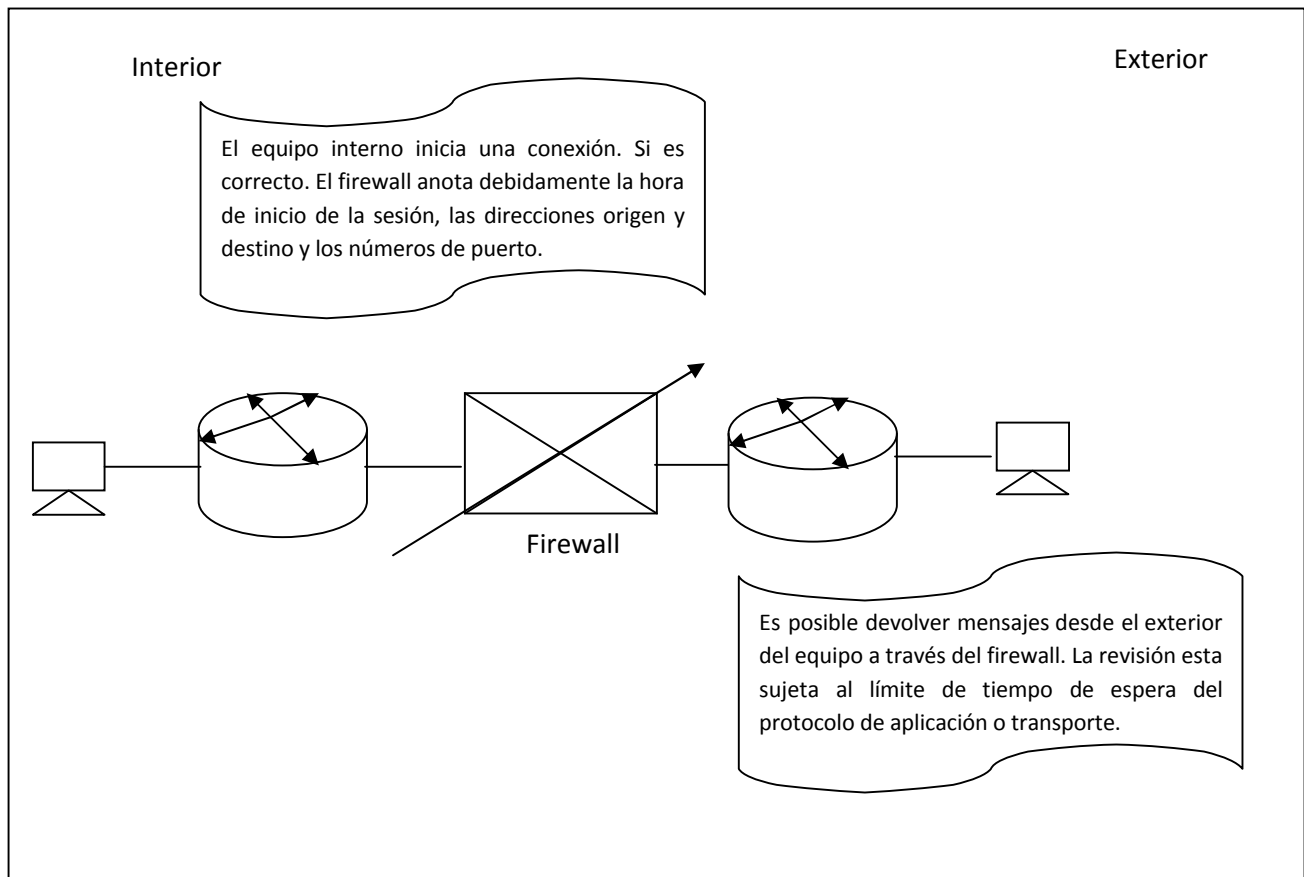 Interior
Exterior
El equipo interno inicia una conexión. Si es
correcto. El firewall anota debidamente la hora
de inicio de la sesión, las direcciones origen y
destino y los números de puerto.
Firewall
Es posible devolver mensajes desde el exterior
del equipo a través del firewall. La revisión esta
sujeta al límite de tiempo de espera del
protocolo de aplicación o transporte.